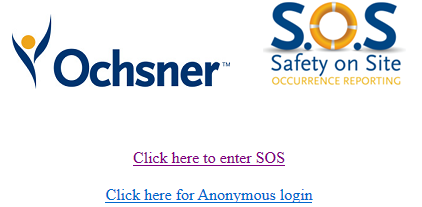 Ochsner™
S.O.S
Safety on Site
OCCURRENCE REPORTING
Click here to enter SOS
Click here for Anonymous login